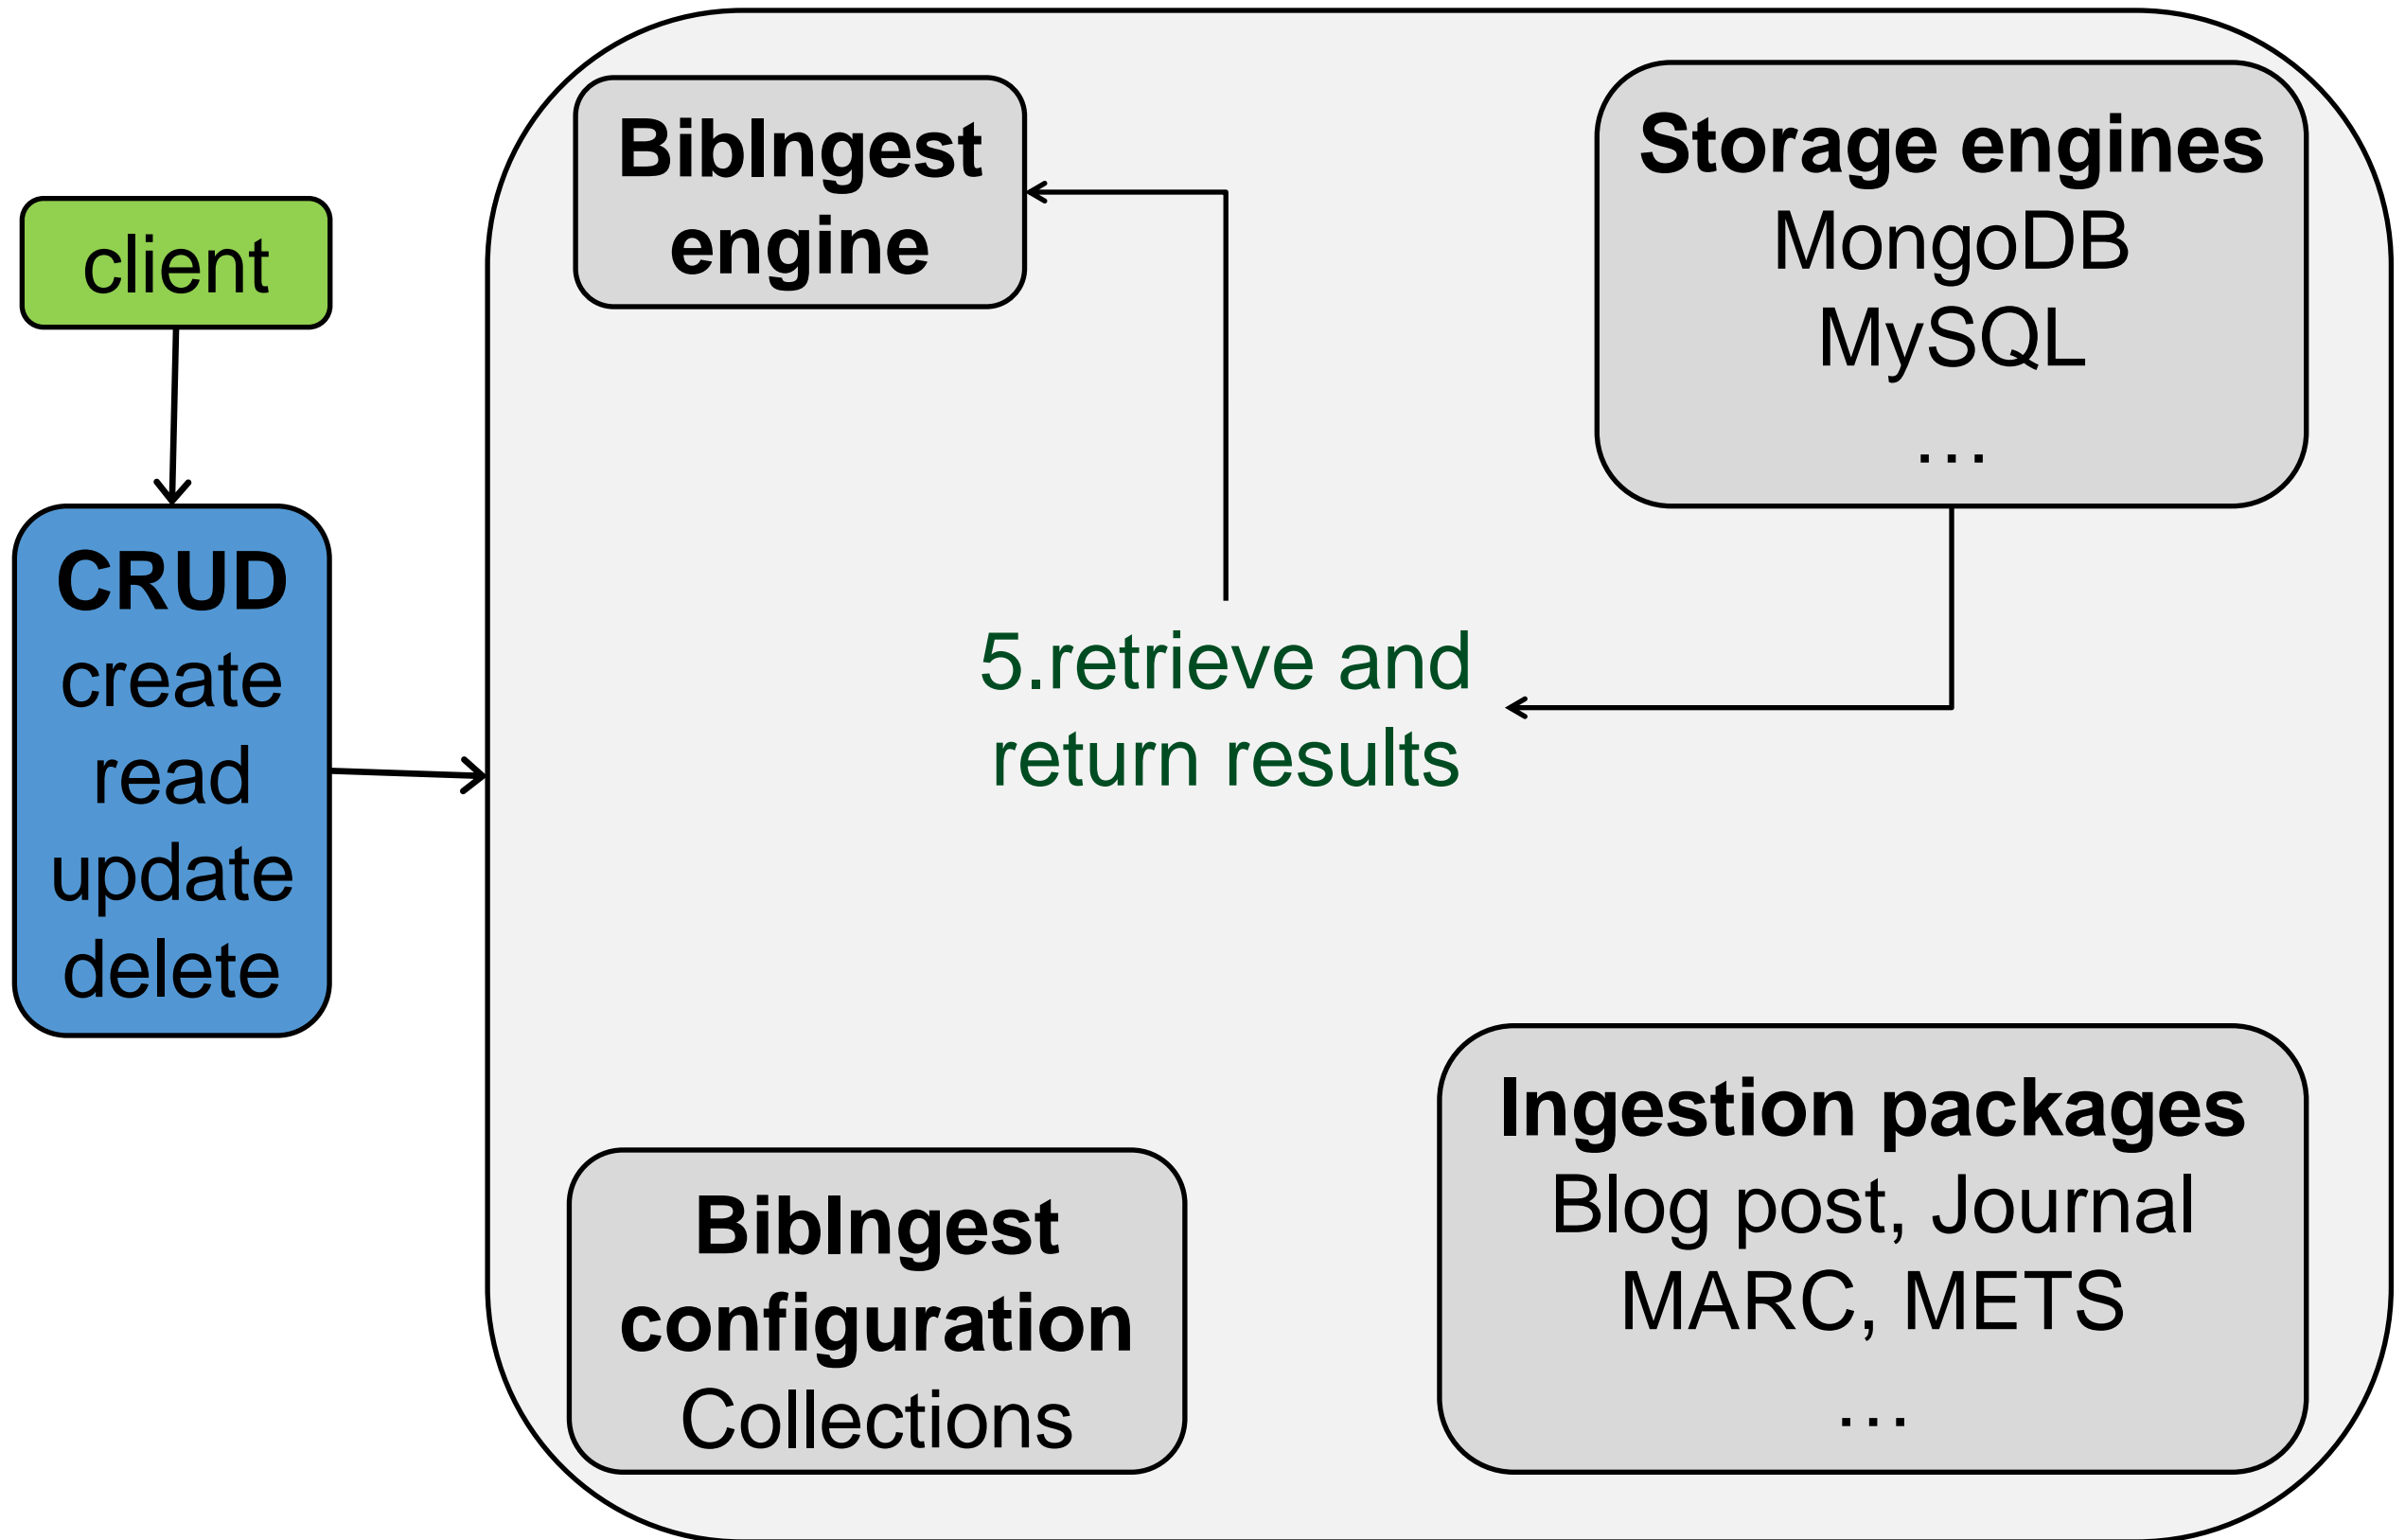 client
CRUD
create
read
update
delete
BibIngest
engine
Storage engines
MongoDB
MySQL
...
5.retrieve and
return results
BibIngest
configuration
Collections
Ingestion packages
Blog post, Journal
MARC, METS
...